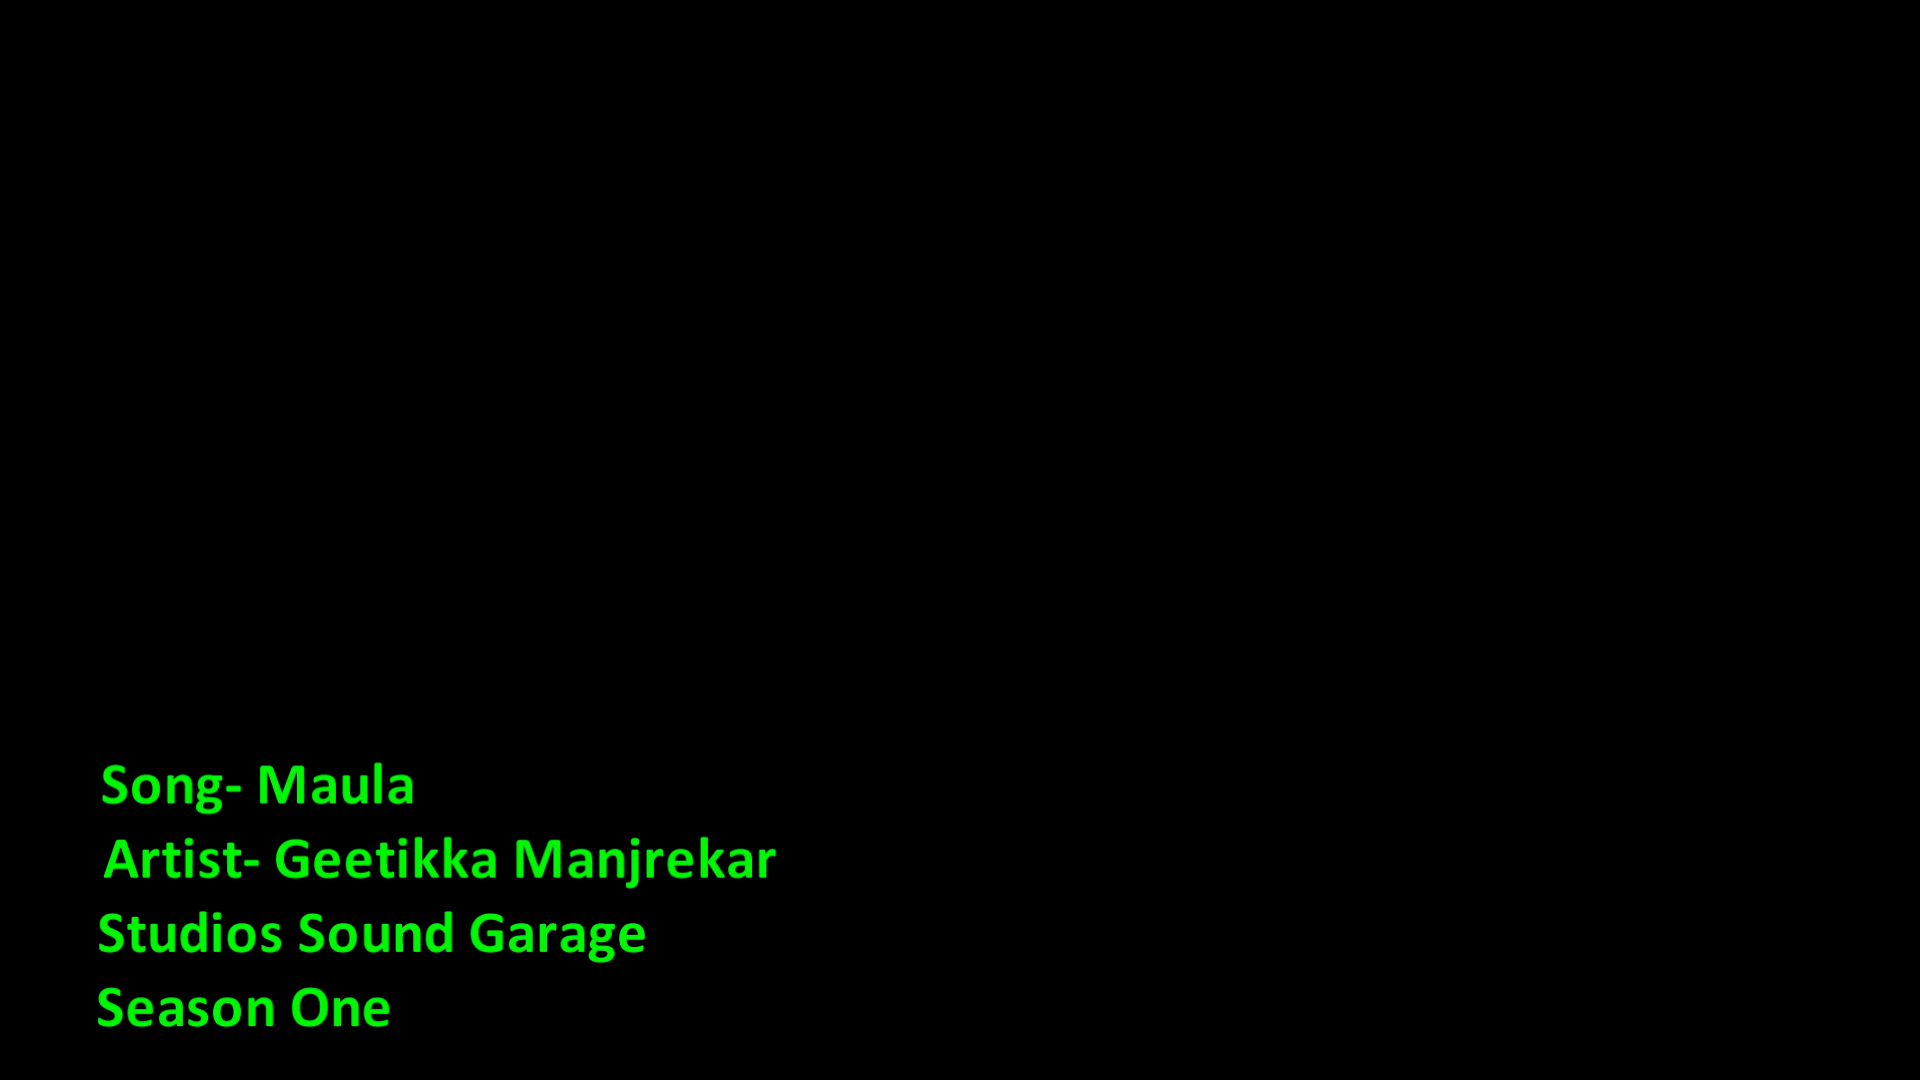 Song- Maula
Artist- Geetikka Manjrekar
Studios Sound Garage
Season One